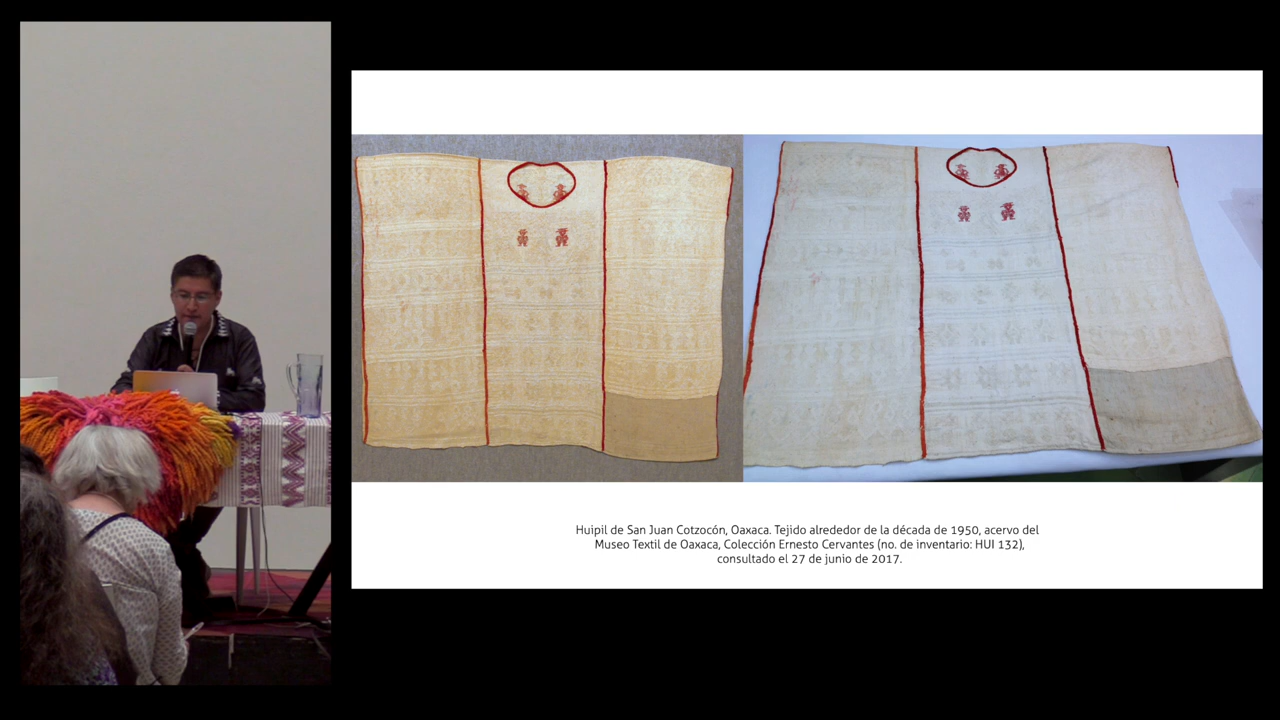 Huipil de San Juan Cotzocón, Oaxaca. Tejido alrededor de la década de 1950, acervo del
Museo Textil de Oaxaca, Colección Ernesto Cervantes (no. de inventario: HUI 132),
consultado el 27 de junio de 2017.